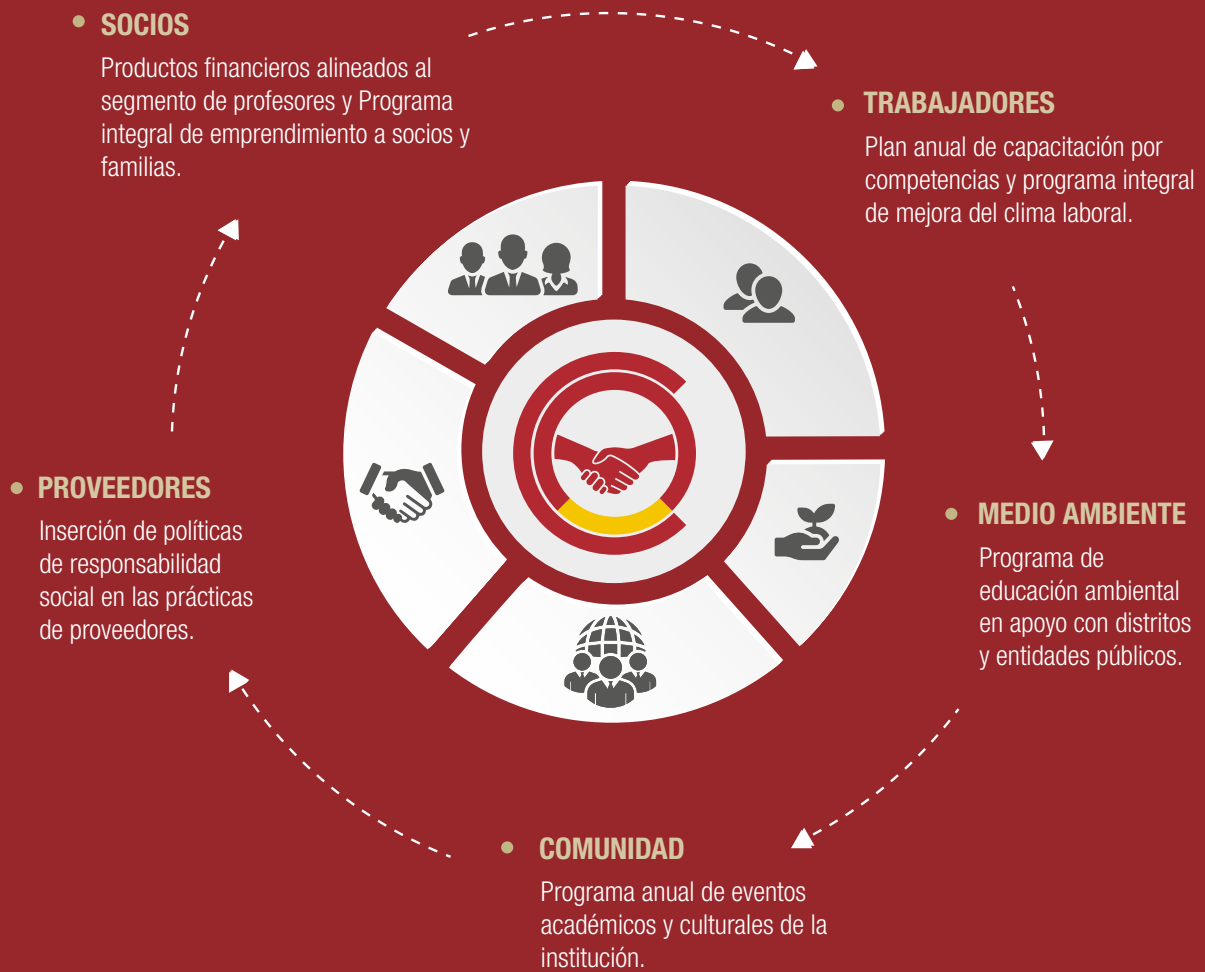 SOCIOS
Productos financieros alineados al
segmento de profesores y Programa
integral de emprendimiento a socios y
familias.
TRABAJADORES
Plan anual de capacitación por
competencias y programa integral
de mejora del clima laboral.
PROVEEDORES
Inserción de políticas
de responsabilidad
social en las prácticas
de proveedores.
MEDIO AMBIENTE
Programa de
educación ambiental
en apoyo con distritos
y entidades públicos.
COMUNIDAD
Programa anual de eventos
académicos y culturales de la
institución.